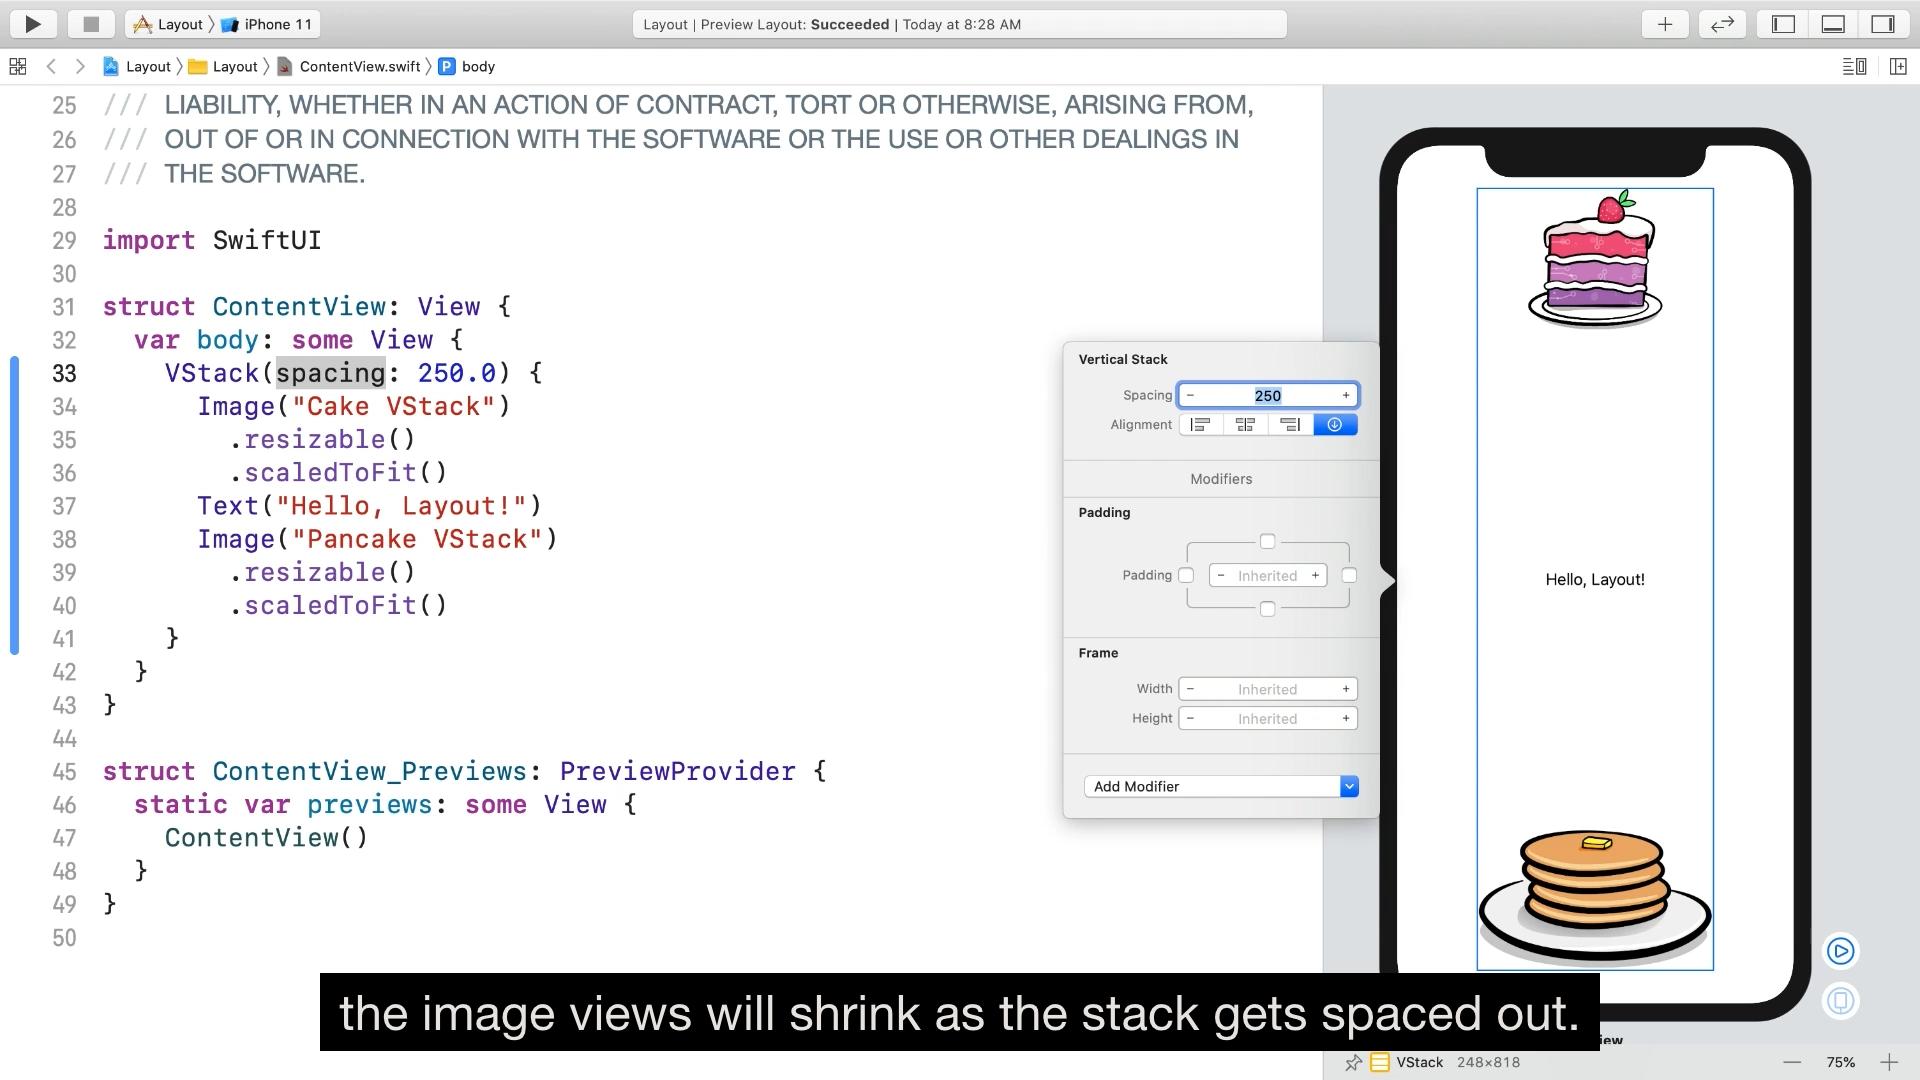 Layout 〉 iPhone 11
Layout | Preview Layout: Succeeded | Today at 8:28 AM
Layout 〉 Layout 〉 ContentView.swift 〉 P body
25 /// LIABILITY, WHETHER IN AN ACTION OF CONTRACT, TORT OR OTHERWISE, ARISING FROM,
26 /// OUT OF OR IN CONNECTION WITH THE SOFTWARE OR THE USE OR OTHER DEALINGS IN
27 /// THE SOFTWARE.
28
29 import SwiftUI
30
31 struct ContentView: View {
32   var body: some View {
33     VStack(spacing: 250.0) {
34       Image("Cake VStack")
35         .resizable()
36         .scaledToFit()
37       Text("Hello, Layout!")
38       Image("Pancake VStack")
39         .resizable()
40         .scaledToFit()
41     }
42   }
43 }
44
45 struct ContentView_Previews: PreviewProvider {
46   static var previews: some View {
47     ContentView()
48   }
49 }
50
Vertical Stack
Spacing − 250 +
Alignment
Modifiers
Padding
Padding − Inherited +
Frame
Width − Inherited +
Height − Inherited +
Add Modifier
Hello, Layout!
the image views will shrink as the stack gets spaced out.
VStack 248×818
75%